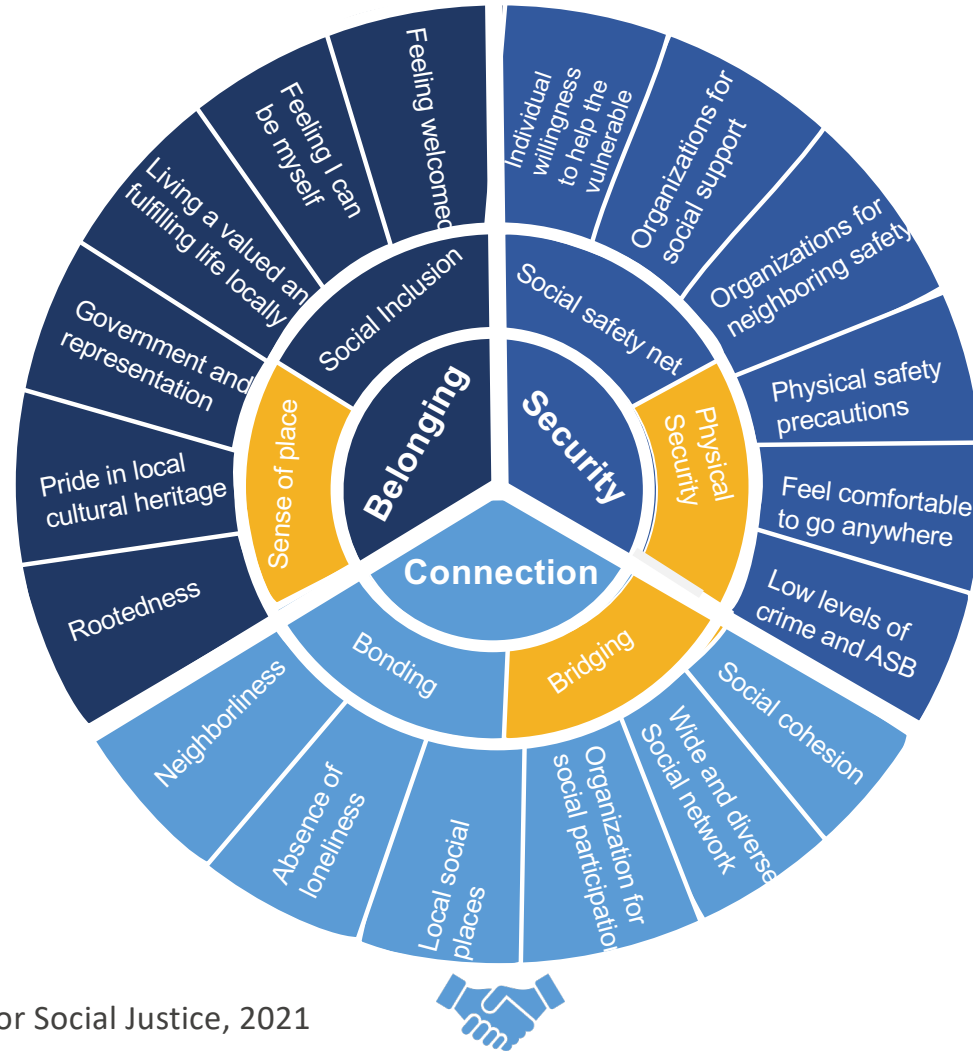 Belonging
Security
Connection
Social Inclusion
Sense of place
Social safety net
Physical
Security
Bonding
Bridging
Feeling welcomed
Feeling I can
be myself
Living a valued an
fulfilling life locally
Government and
representation
Pride in local
cultural heritage
Rootedness
Individual
willingness
to help the
vulnerable
Organizations for
social support
Organizations for
neighboring safety
Physical safety
precautions
Feel comfortable
to go anywhere
Low levels of
crime and ASB
Neighborliness
Absence of
loneliness
Local social
places
Organization for
social participation
Wide and diverse
Social network
Social cohesion
or Social Justice, 2021